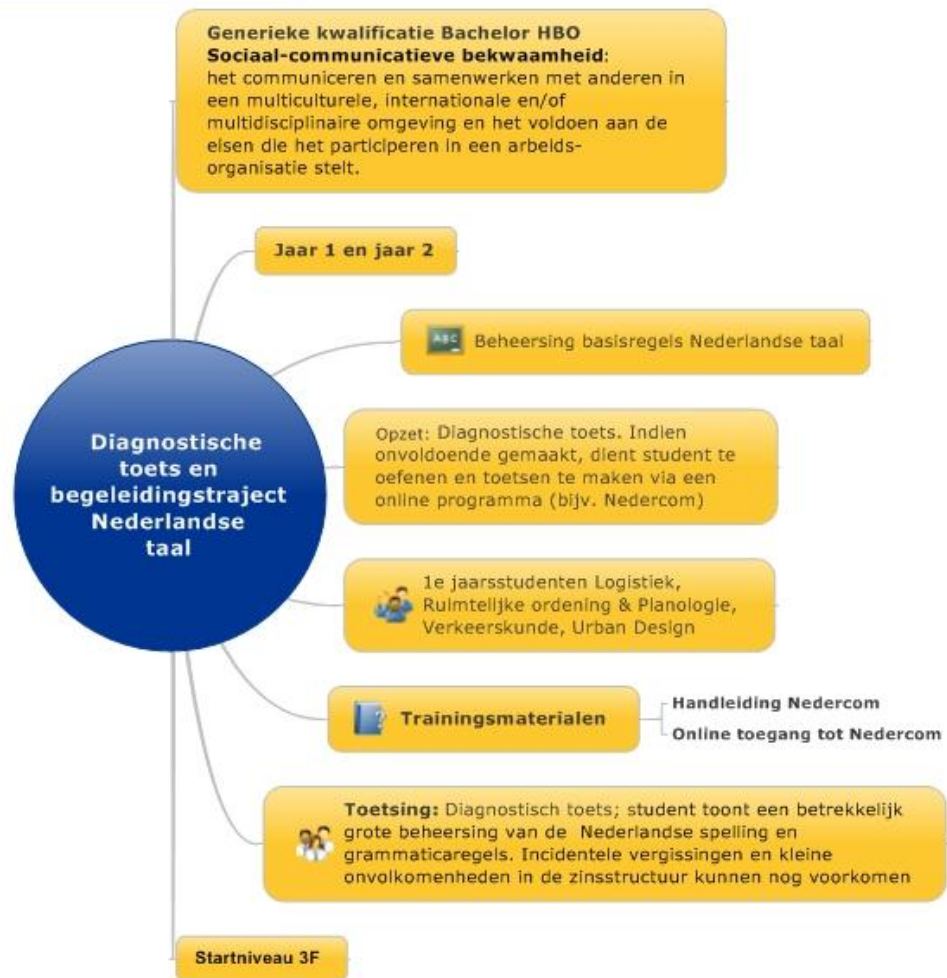 Generieke kwalificatie Bachelor HBO
Sociaal-communicatieve bekwaamheid:
het communiceren en samenwerken met anderen in
een multiculturele, internationale en/of
multidisciplinaire omgeving en het voldoen aan de
eisen die het participeren in een arbeids-
organisatie stelt.
Jaar 1 en jaar 2
ABC
Beheersing basisregels Nederlandse taal
Diagnostische
toets en
begeleidingstraject
Nederlandse
taal
Opzet: Diagnostische toets. Indien
onvoldoende gemaakt, dient student te
oefenen en toetsen te maken via een
online programma (bijv. Nedercom)
1e jaarsstudenten Logistiek,
Ruimtelijke ordening & Planologie,
Verkeerskunde, Urban Design
?
Trainingsmaterialen
Handleiding Nedercom
Online toegang tot Nedercom
Toetsing: Diagnostisch toets; student toont een betrekkelijk
grote beheersing van de Nederlandse spelling en
grammaticaregels. Incidentele vergissingen en kleine
onvolkomenheden in de zinsstructuur kunnen nog voorkomen
Startniveau 3F